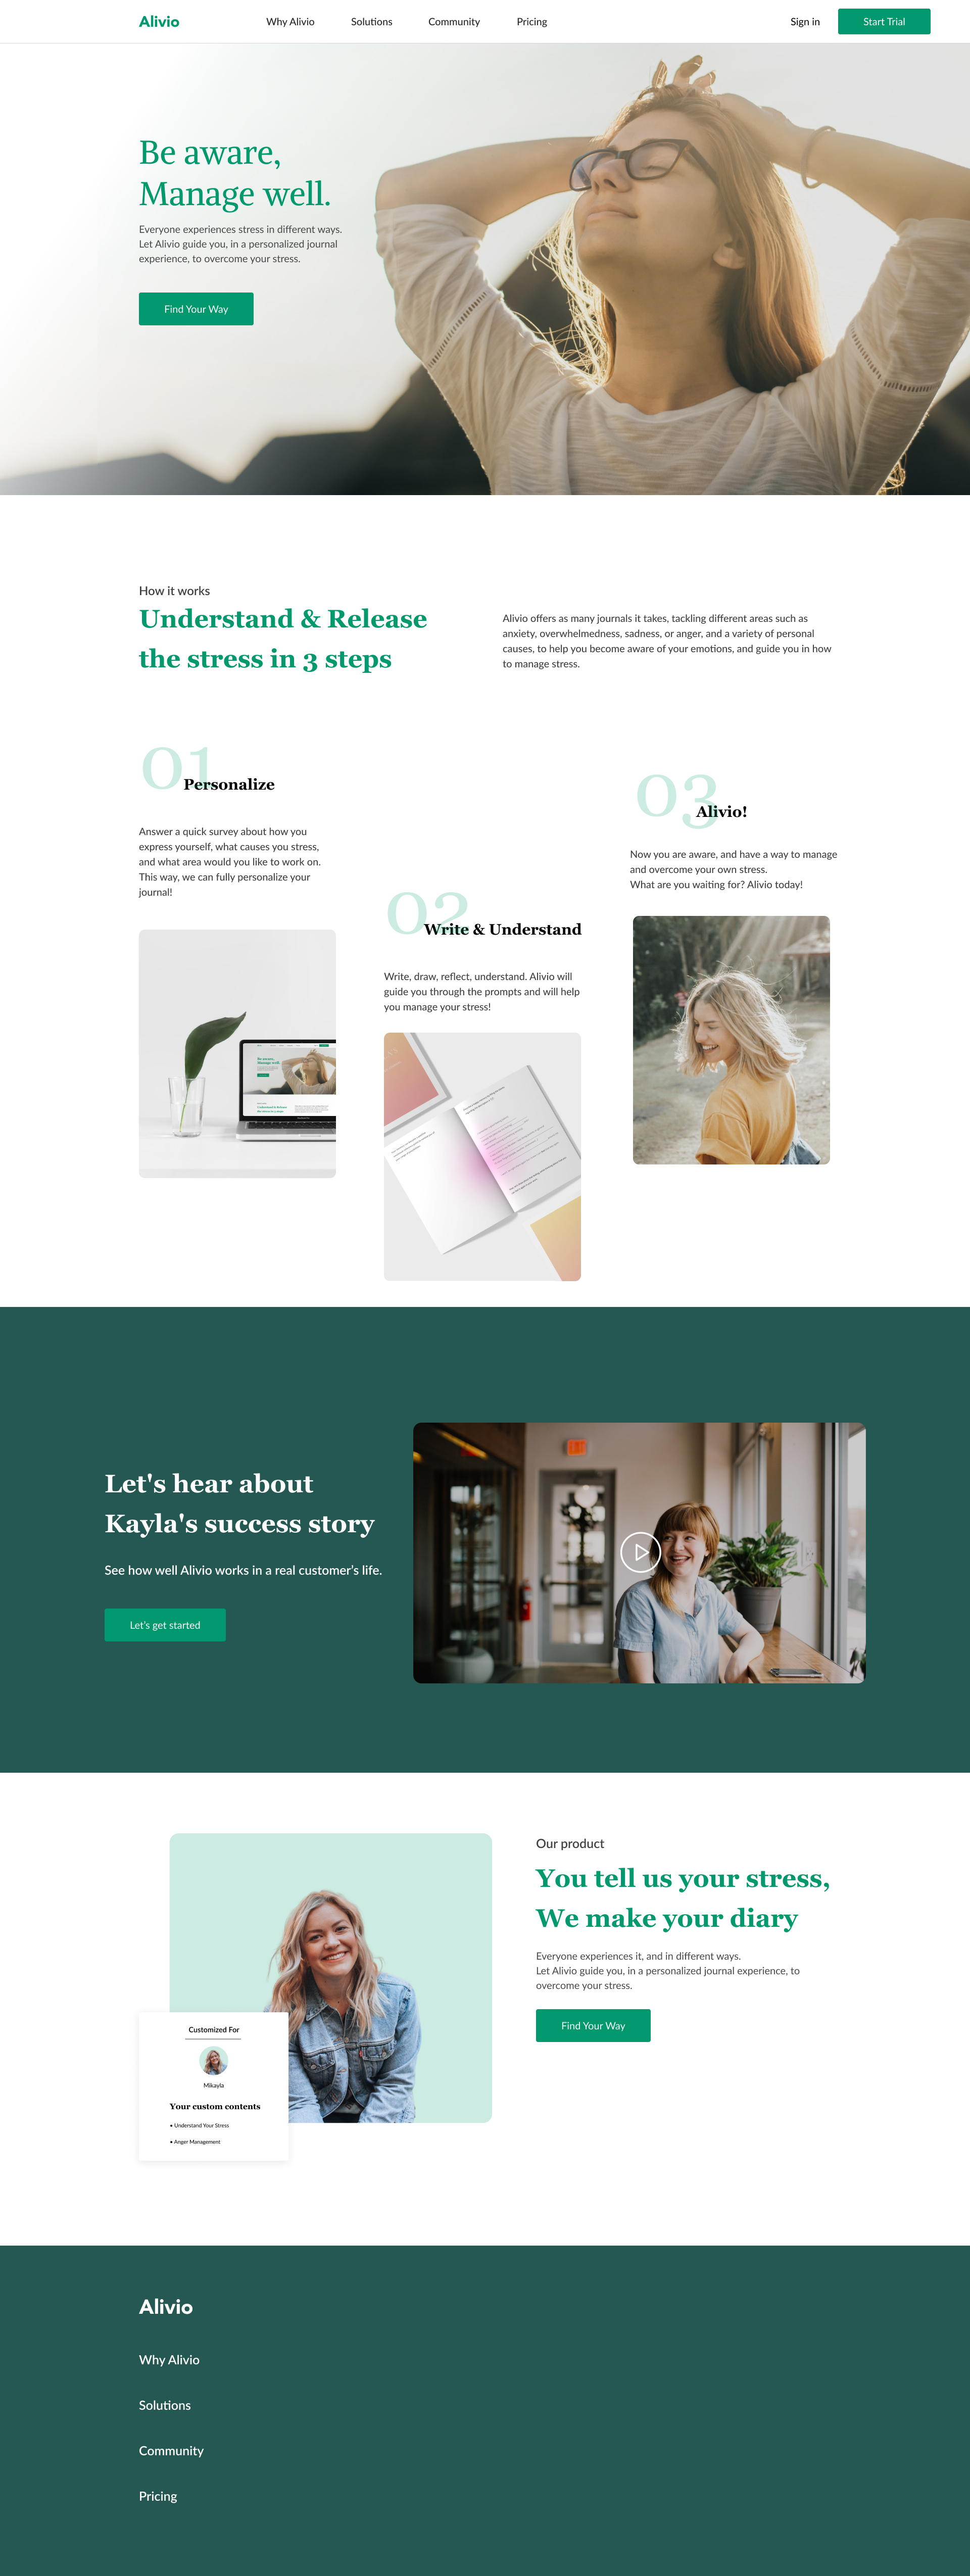 Alivio
Why Alivio
Solutions
Community
Pricing
Sign in
Start Trial
Be aware,
Manage well.
Everyone experiences stress in different ways.
Let Alivio guide you, in a personalized journal
experience, to overcome your stress.
Find Your Way
How it works
Understand & Release
the stress in 3 steps
Alivio offers as many journals it takes, tackling different areas such as
anxiety, overwhelmedness, sadness, or anger, and a variety of personal
causes, to help you become aware of your emotions, and guide you in how
to manage stress.
01
Personalize
Answer a quick survey about how you
express yourself, what causes you stress,
and what area would you like to work on.
This way, we can fully personalize your
journal!
02
Write & Understand
Write, draw, reflect, understand. Alivio will
guide you through the prompts and will help
you manage your stress!
03
Alivio!
Now you are aware, and have a way to manage
and overcome your own stress.
What are you waiting for? Alivio today!
Be aware,
Manage well.
Understand & Release
the stress in 3 steps
Let's hear about
Kayla's success story
See how well Alivio works in a real customer's life.
Let's get started
Our product
You tell us your stress,
We make your diary
Everyone experiences it, and in different ways.
Let Alivio guide you, in a personalized journal experience, to
overcome your stress.
Find Your Way
Customized For
Mikayla
Your custom contents
• Understand Your Stress
• Anger Management
Alivio
Why Alivio
Solutions
Community
Pricing